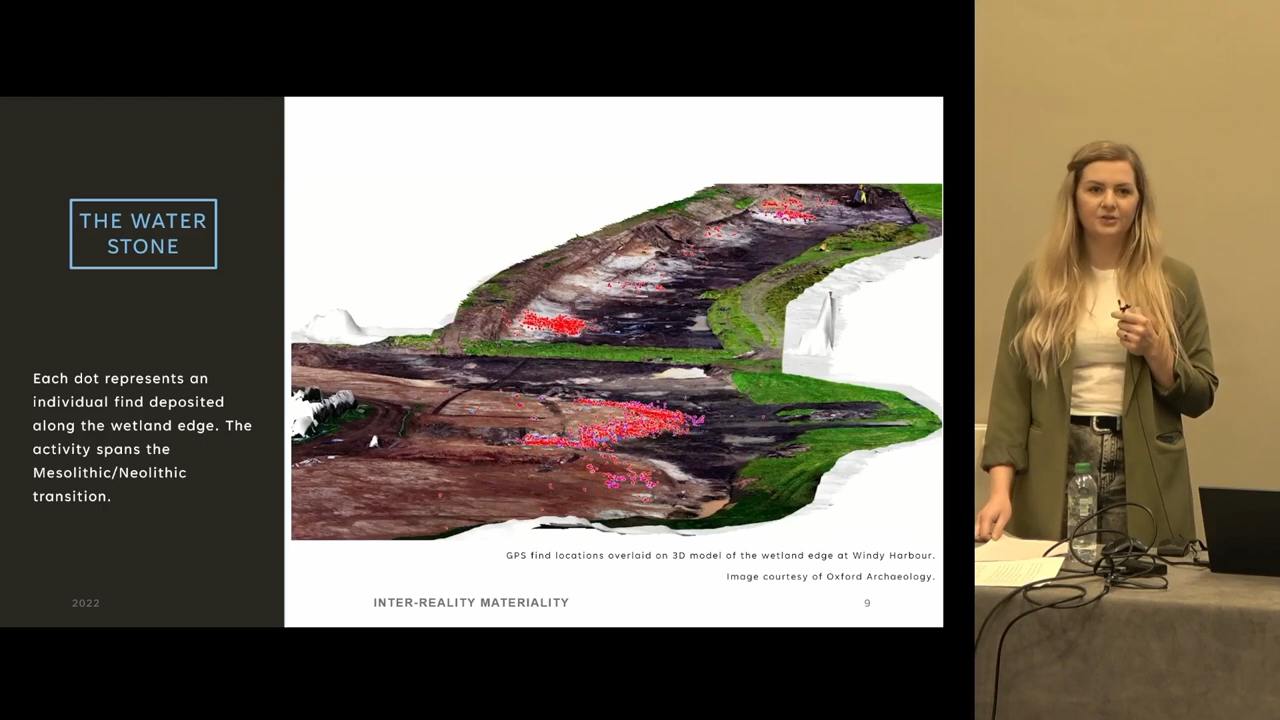 THE WATER
STONE
Each dot represents an
individual find deposited
along the wetland edge. The
activity spans the
Mesolithic/Neolithic
transition.
GPS find locations overlaid on 3D model of the wetland edge at Windy Harbour.
Image courtesy of Oxford Archaeology.
2022
INTER-REALITY MATERIALITY
9